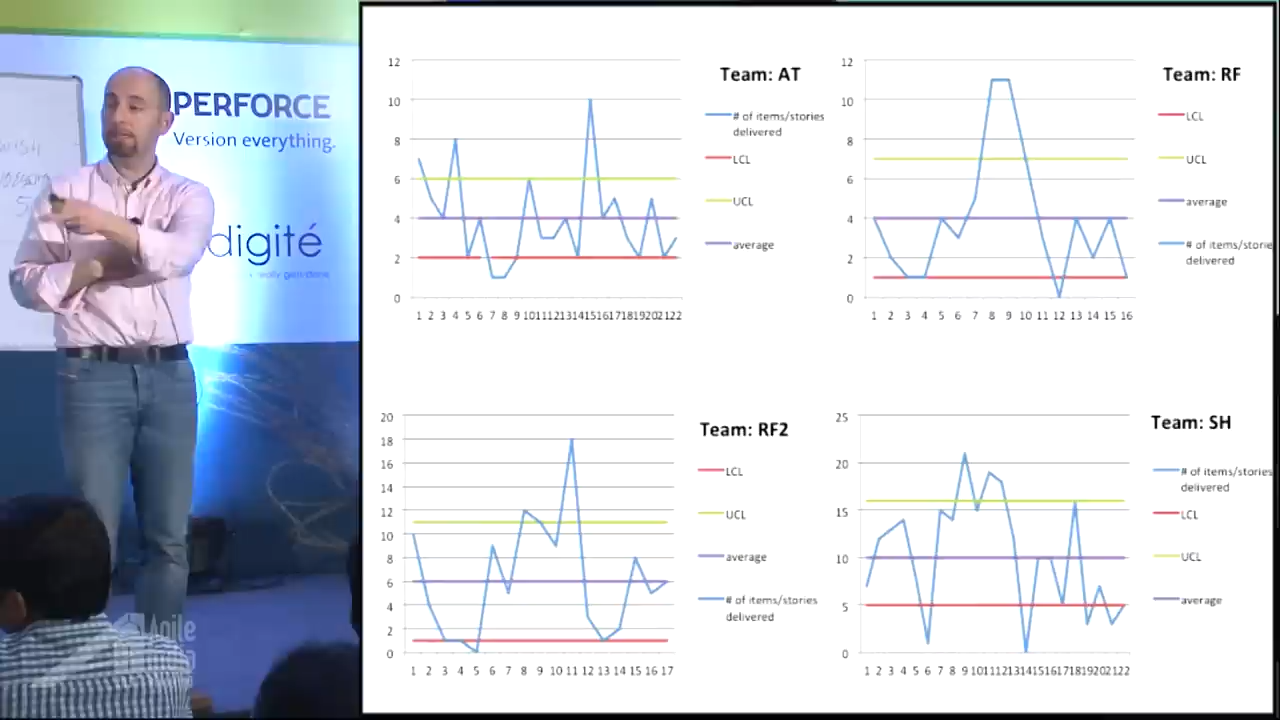 PERFORCE
Version everything.
digité
Agile
India
Team: AT
12
10
8
6
4
2
0
1 2 3 4 5 6 7 8 9 10111213141516171819202122
# of items/stories
delivered
LCL
UCL
average
Team: RF
12
10
8
6
4
2
0
1 2 3 4 5 6 7 8 9 10 11 12 13 14 15 16
LCL
UCL
average
# of items/storie
delivered
Team: RF2
20
18
16
14
12
10
8
6
4
2
0
1 2 3 4 5 6 7 8 9 10 11 12 13 14 15 16 17
LCL
UCL
average
# of items/stories
delivered
Team: SH
25
20
15
10
5
0
1 2 3 4 5 6 7 8 9 10111213141516171819202122
# of items/stories
delivered
LCL
UCL
average